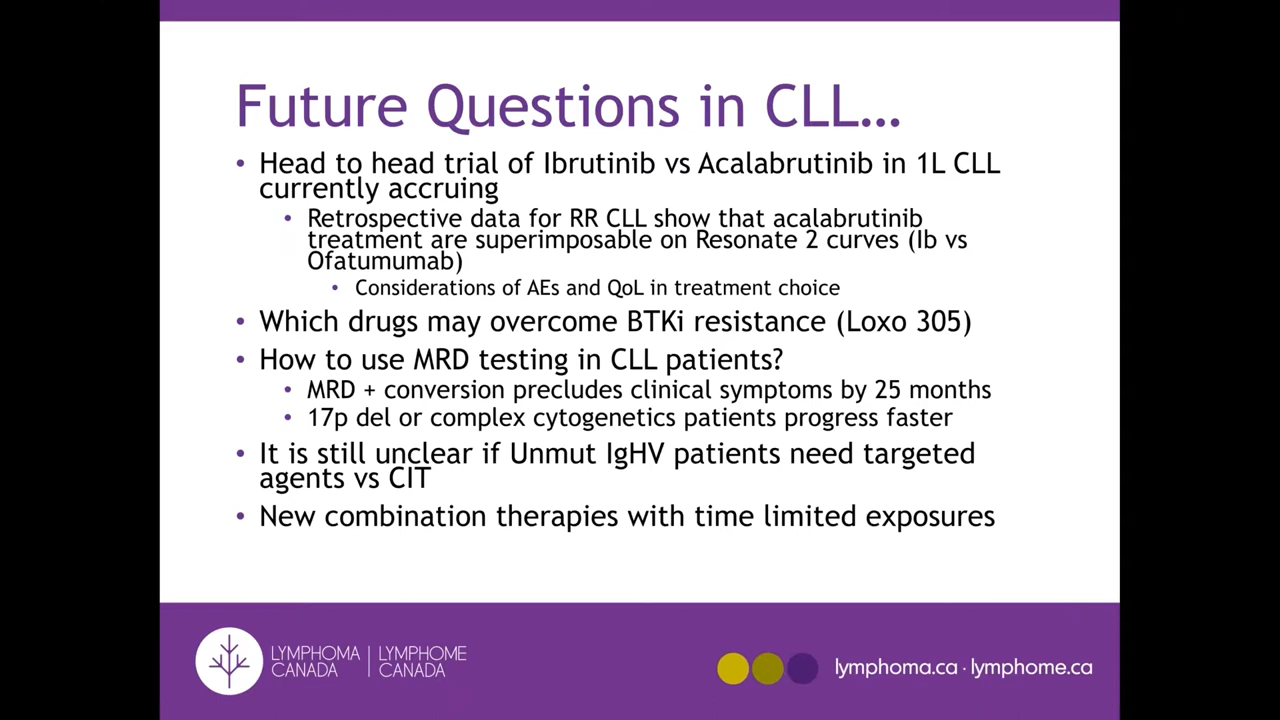 Future Questions in CLL...
• Head to head trial of Ibrutinib vs Acalabrutinib in 1L CLL
currently accruing
• Retrospective data for RR CLL show that acalabrutinib
treatment are superimposable on Resonate 2 curves (Ib vs
Ofatumumab)
• Considerations of AEs and QoL in treatment choice
• Which drugs may overcome BTKi resistance (Loxo 305)
• How to use MRD testing in CLL patients?
• MRD + conversion precludes clinical symptoms by 25 months
• 17p del or complex cytogenetics patients progress faster
• It is still unclear if Unmut IgHV patients need targeted
agents vs CIT
• New combination therapies with time limited exposures
LYMPHOMA CANADA | LYMPHOME CANADA
lymphoma.ca · lymphome.ca